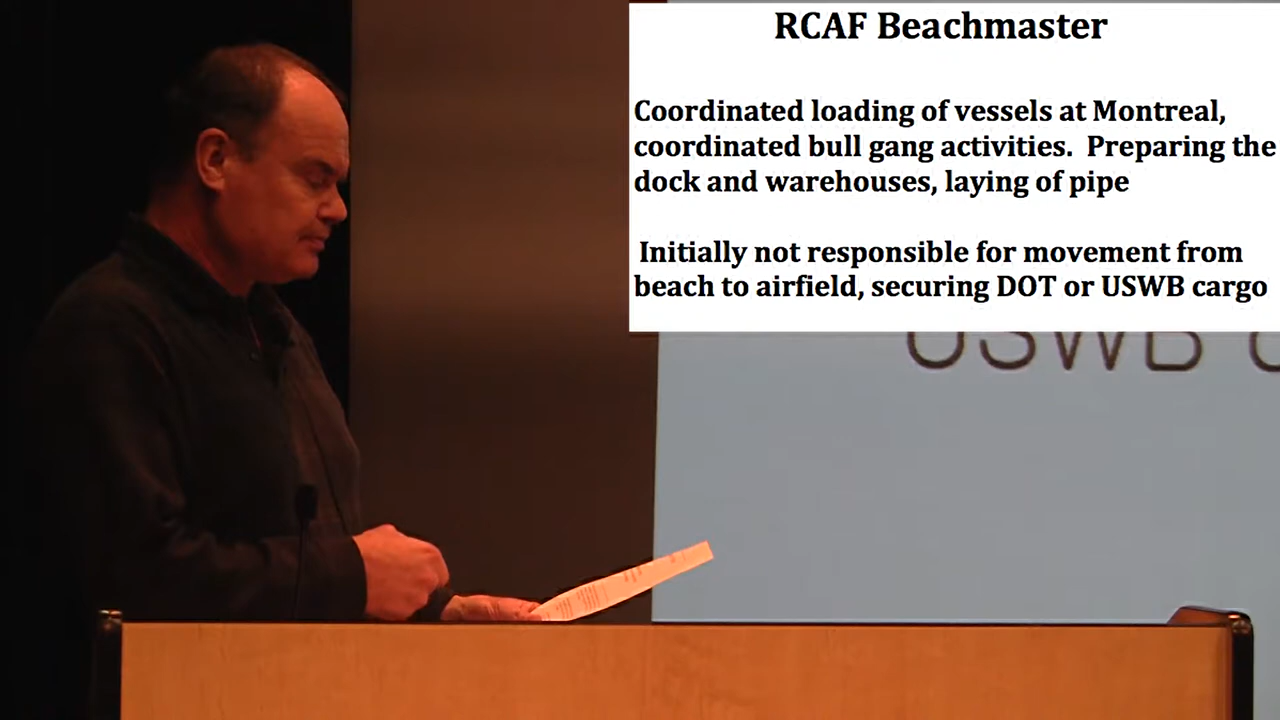 RCAF Beachmaster
Coordinated loading of vessels at Montreal,
coordinated bull gang activities.  Preparing the
dock and warehouses, laying of pipe
Initially not responsible for movement from
beach to airfield, securing DOT or USWB cargo
USWB